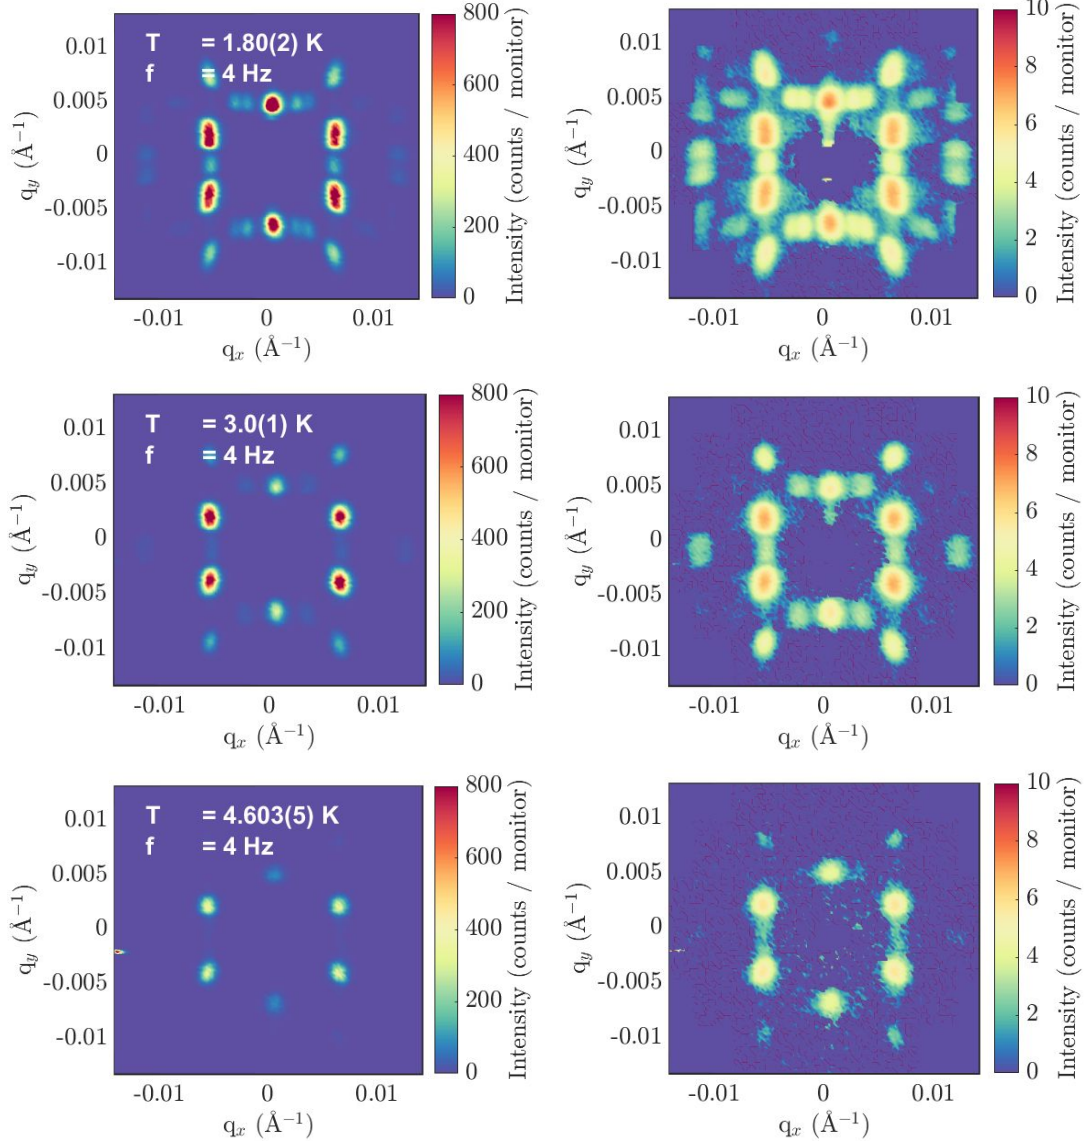 0.01
0.005
0
-0.005
-0.01
q_y (Å⁻¹)
T = 1.80(2) K
f = 4 Hz
-0.01 0 0.01
q_x (Å⁻¹)
800
600
400
200
0
Intensity (counts / monitor)
0.01
0.005
0
-0.005
-0.01
q_y (Å⁻¹)
-0.01 0 0.01
q_x (Å⁻¹)
10
8
6
4
2
0
Intensity (counts / monitor)
0.01
0.005
0
-0.005
-0.01
q_y (Å⁻¹)
T = 3.0(1) K
f = 4 Hz
-0.01 0 0.01
q_x (Å⁻¹)
800
600
400
200
0
Intensity (counts / monitor)
0.01
0.005
0
-0.005
-0.01
q_y (Å⁻¹)
-0.01 0 0.01
q_x (Å⁻¹)
10
8
6
4
2
0
Intensity (counts / monitor)
0.01
0.005
0
-0.005
-0.01
q_y (Å⁻¹)
T = 4.603(5) K
f = 4 Hz
-0.01 0 0.01
q_x (Å⁻¹)
800
600
400
200
0
Intensity (counts / monitor)
0.01
0.005
0
-0.005
-0.01
q_y (Å⁻¹)
-0.01 0 0.01
q_x (Å⁻¹)
10
8
6
4
2
0
Intensity (counts / monitor)